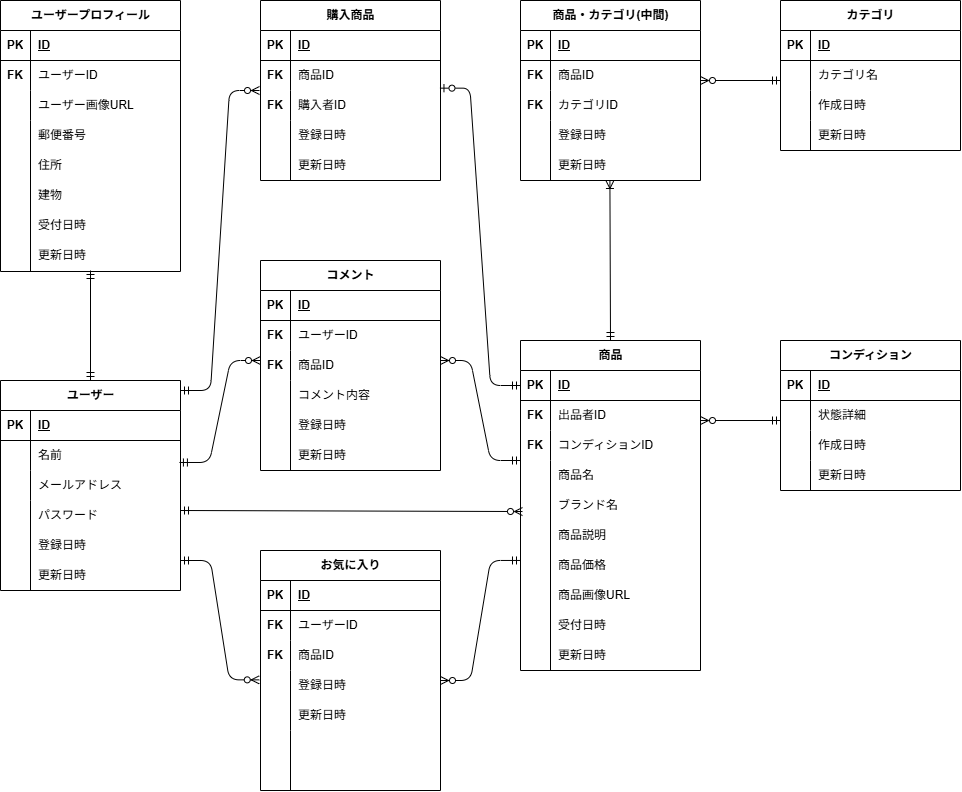 ユーザープロフィール
PK ID
FK ユーザーID
ユーザー画像URL
郵便番号
住所
建物
受付日時
更新日時
購入商品
PK ID
FK 商品ID
FK 購入者ID
登録日時
更新日時
商品・カテゴリ(中間)
PK ID
FK 商品ID
FK カテゴリID
登録日時
更新日時
カテゴリ
PK ID
カテゴリ名
作成日時
更新日時
コメント
PK ID
FK ユーザーID
FK 商品ID
コメント内容
登録日時
更新日時
ユーザー
PK ID
名前
メールアドレス
パスワード
登録日時
更新日時
商品
PK ID
FK 出品者ID
FK コンディションID
商品名
ブランド名
商品説明
商品価格
商品画像URL
受付日時
更新日時
コンディション
PK ID
状態詳細
作成日時
更新日時
お気に入り
PK ID
FK ユーザーID
FK 商品ID
登録日時
更新日時